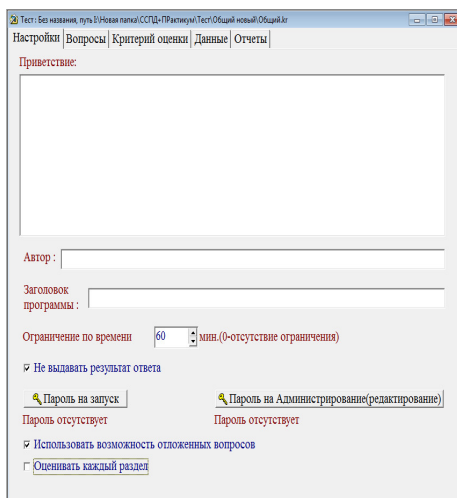 Тест: Без названия, путь E:\Новая папка\ССПД+ПРактикум\Тест\Общий новый\Общий.kr
Настройки Вопросы Критерий оценки Данные Отчеты
Приветствие:
Автор :
Заголовок
программы :
Ограничение по времени 60 мин.(0-отсутствие ограничения)
Не выдавать результат ответа
Пароль на запуск Пароль на Администрирование(редактирование)
Пароль отсутствует Пароль отсутствует
Использовать возможность отложенных вопросов
Оценивать каждый раздел